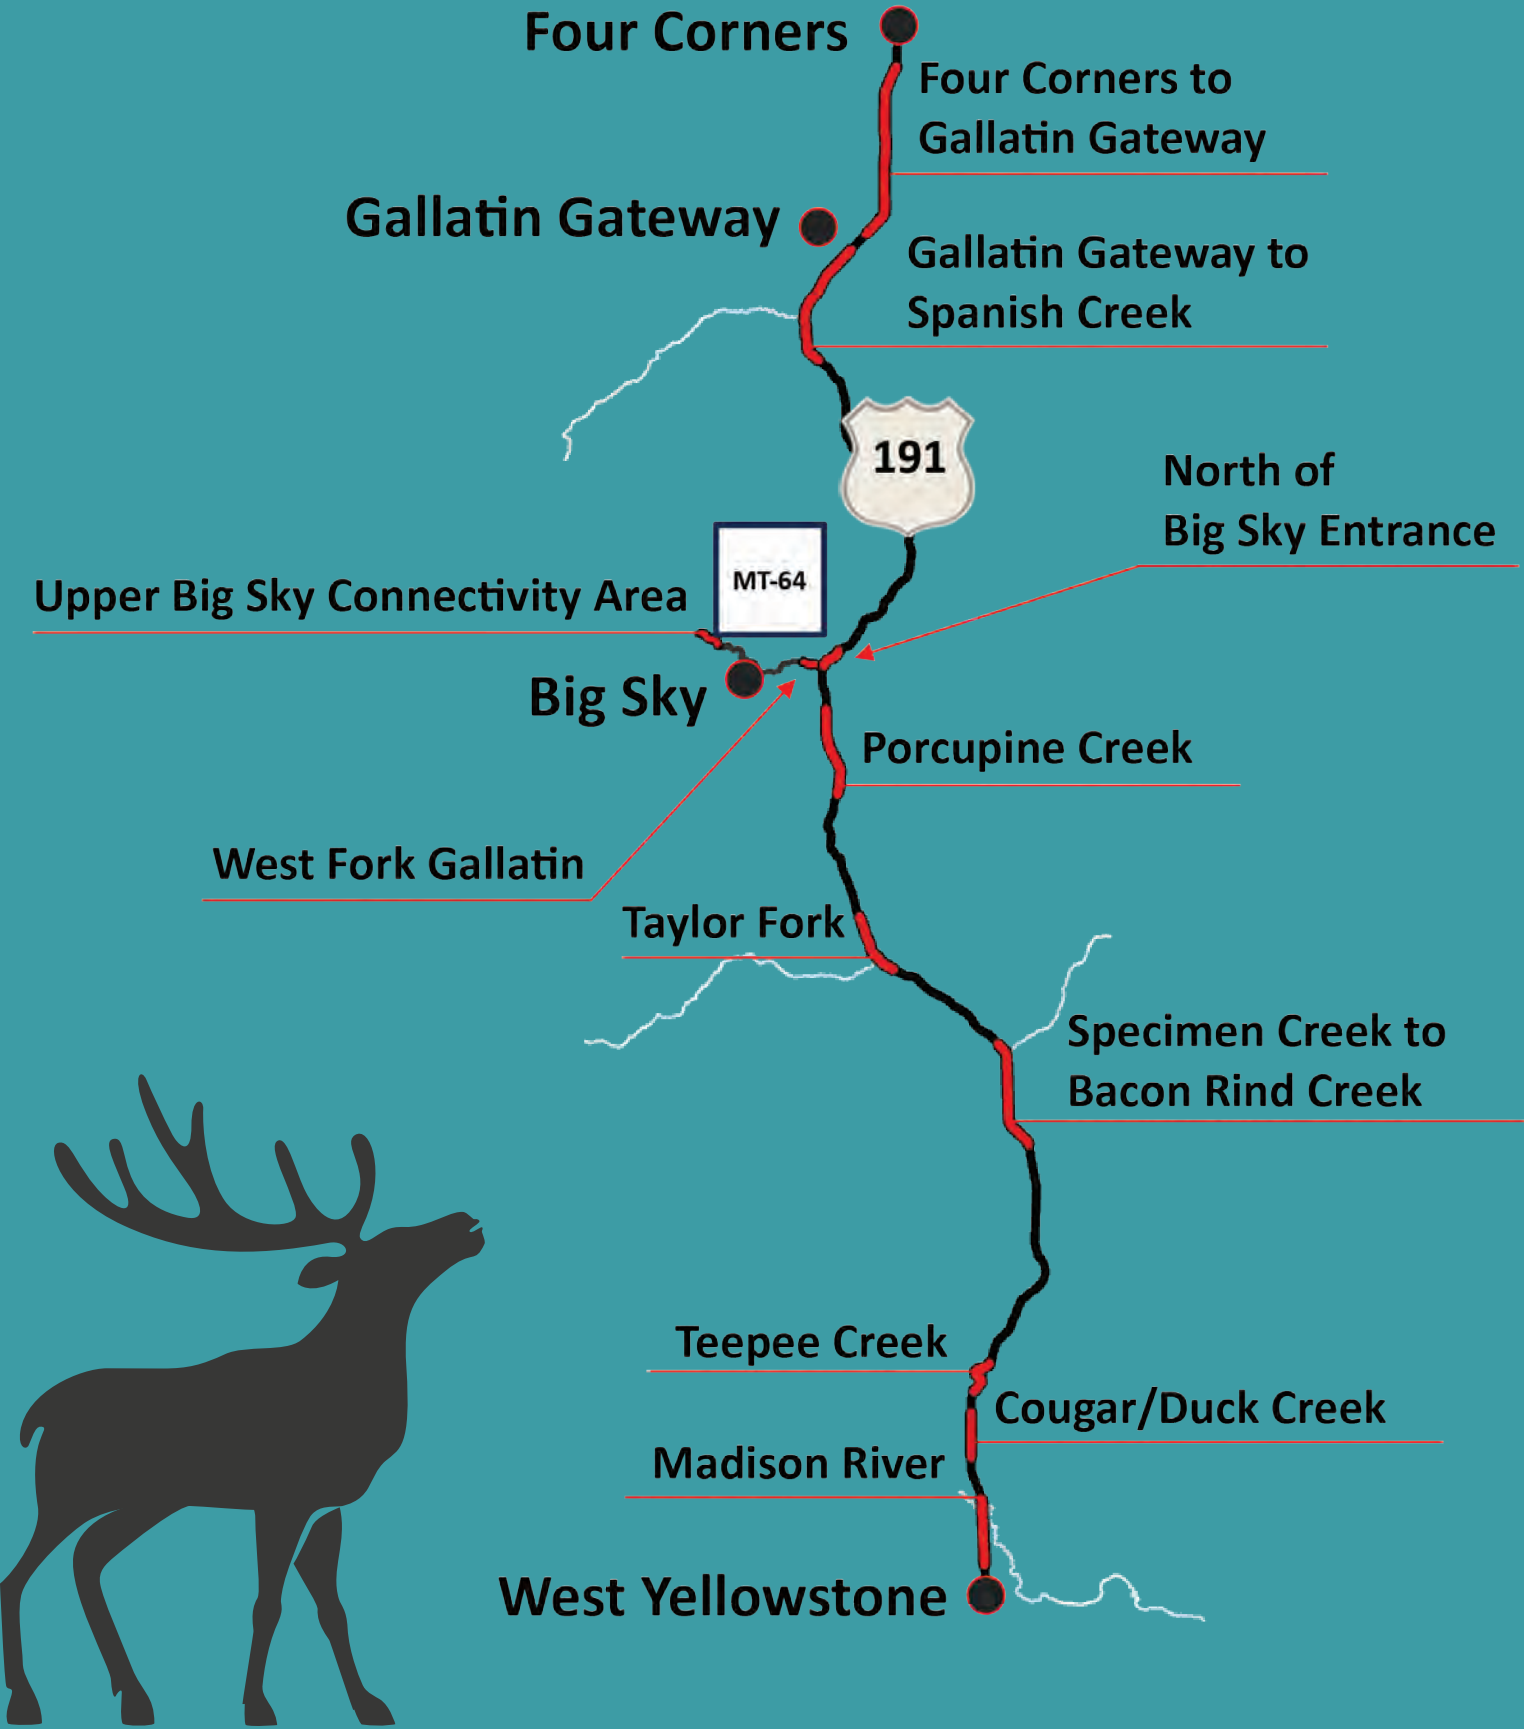 Four Corners
Four Corners to
Gallatin Gateway
Gallatin Gateway
Gallatin Gateway to
Spanish Creek
191
North of
Big Sky Entrance
MT-64
Upper Big Sky Connectivity Area
Big Sky
Porcupine Creek
West Fork Gallatin
Taylor Fork
Specimen Creek to
Bacon Rind Creek
Teepee Creek
Cougar/Duck Creek
Madison River
West Yellowstone